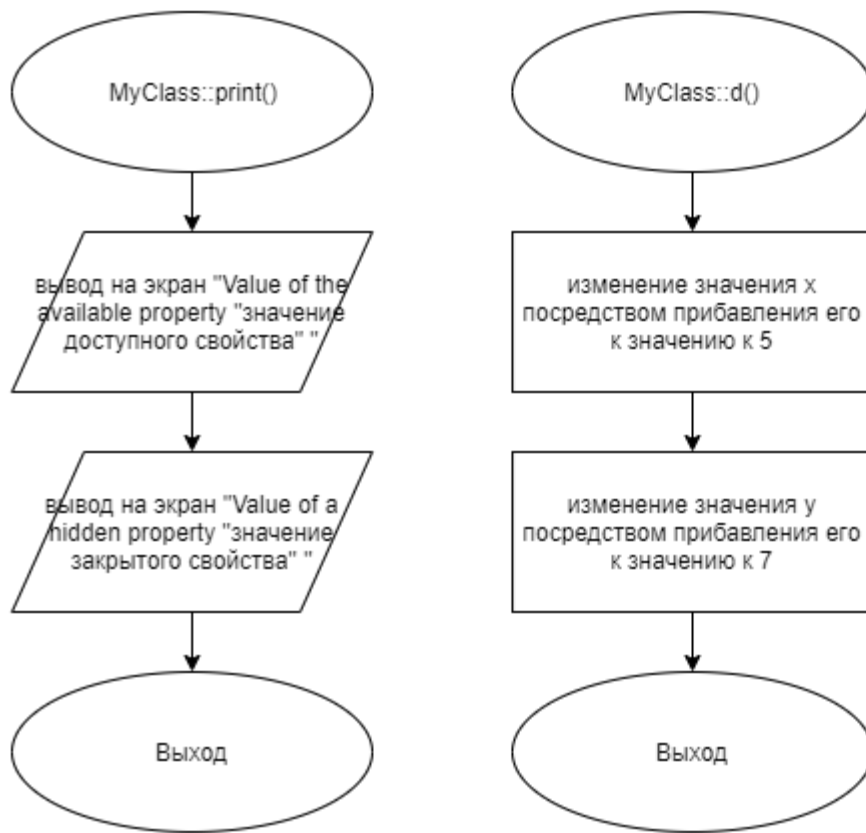 MyClass::print()
вывод на экран "Value of the
available property "значение
доступного свойства" "
вывод на экран "Value of a
hidden property "значение
закрытого свойства" "
Выход
MyClass::d()
изменение значения x
посредством прибавления его
к значению к 5
изменение значения y
посредством прибавления его
к значению к 7
Выход